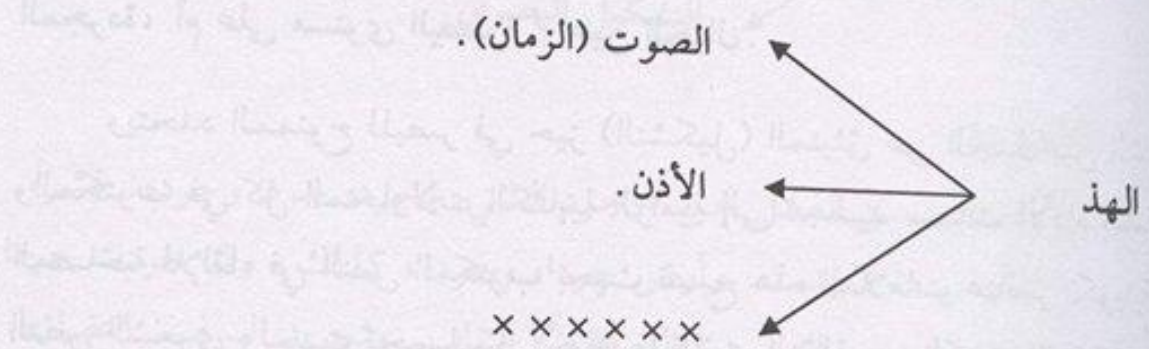 الصوت (الزمان).
الهذ
الأذن.
× × × × × ×